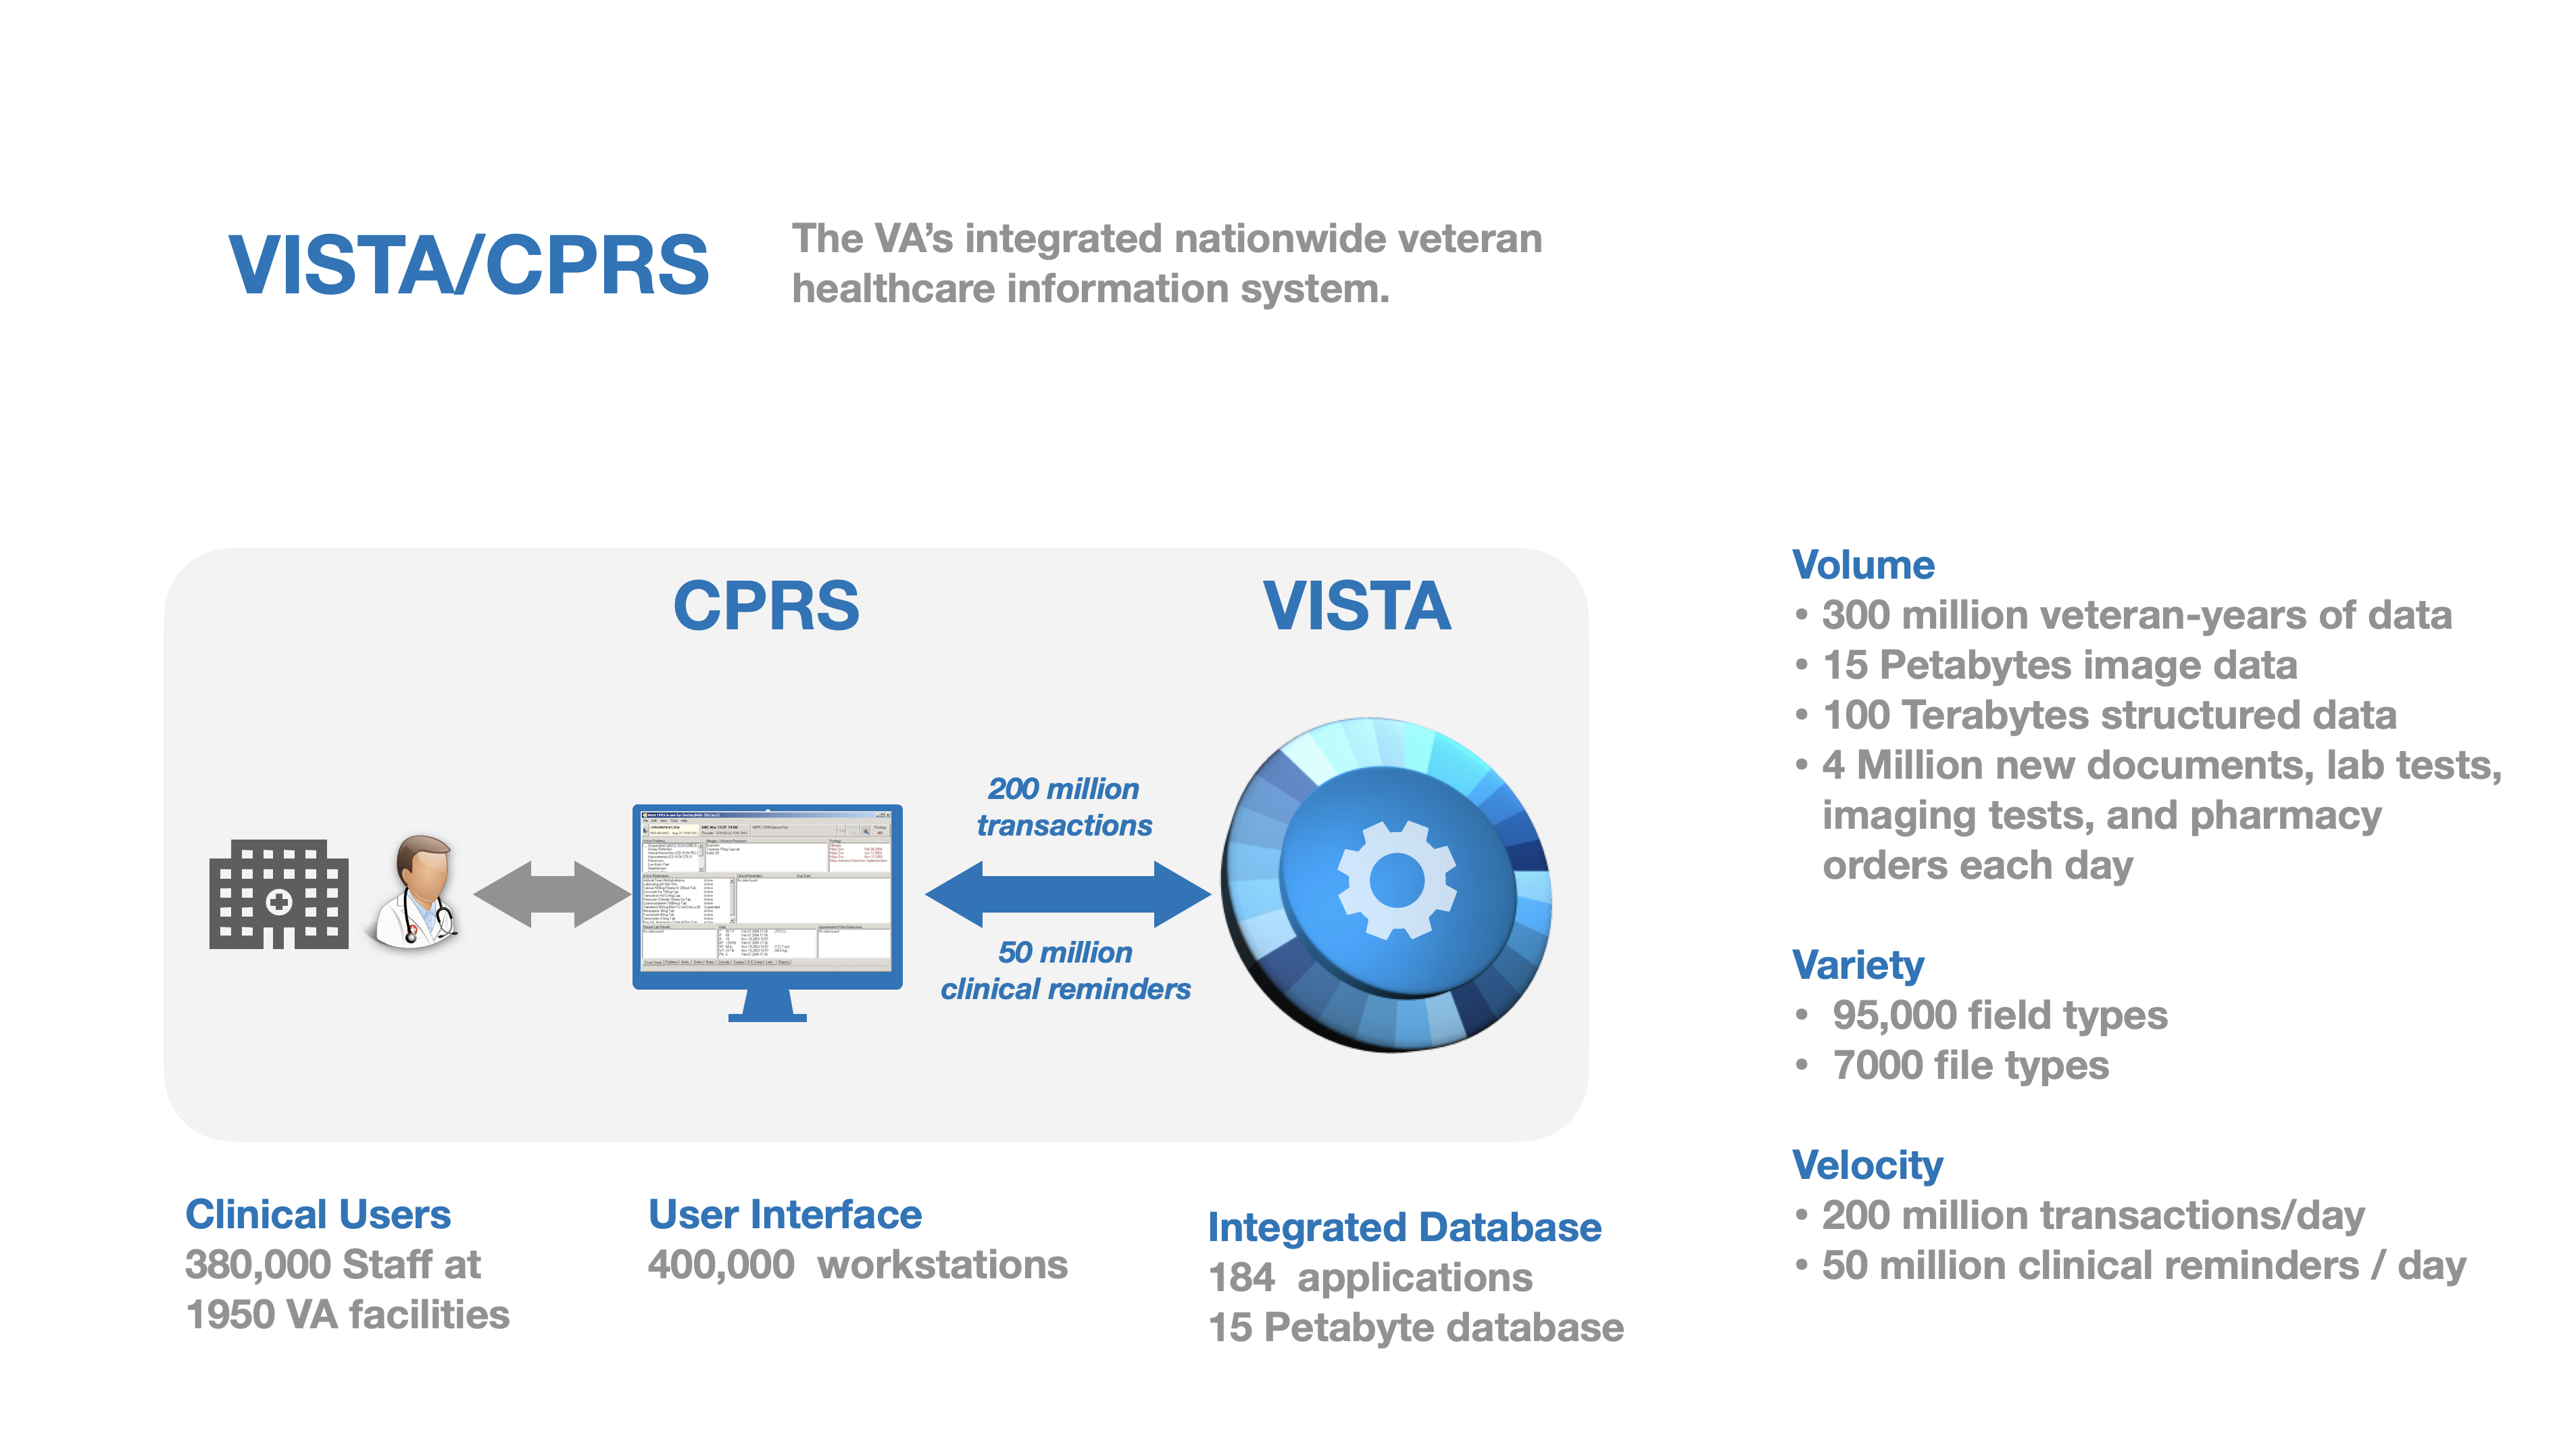 VISTA/CPRS
The VA’s integrated nationwide veteran
healthcare information system.
CPRS
VISTA
200 million
transactions
50 million
clinical reminders
Clinical Users
380,000 Staff at
1950 VA facilities
User Interface
400,000  workstations
Integrated Database
184  applications
15 Petabyte database
Volume
• 300 million veteran-years of data
• 15 Petabytes image data
• 100 Terabytes structured data
• 4 Million new documents, lab tests,
imaging tests, and pharmacy
orders each day
Variety
•  95,000 field types
•  7000 file types
Velocity
• 200 million transactions/day
• 50 million clinical reminders / day